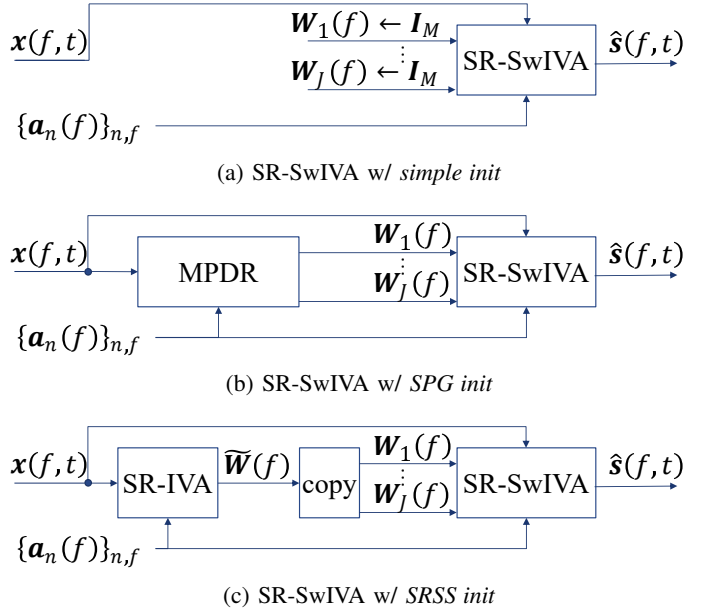 x(f,t)
W_1(f) ← I_M
⋮
W_J(f) ← I_M
SR-SwIVA
ŝ(f,t)
{a_n(f)}_{n,f}
(a) SR-SwIVA w/ simple init
x(f,t)
MPDR
W_1(f)
⋮
W_J(f)
SR-SwIVA
ŝ(f,t)
{a_n(f)}_{n,f}
(b) SR-SwIVA w/ SPG init
x(f,t)
SR-IVA
W̃(f)
copy
W_1(f)
⋮
W_J(f)
SR-SwIVA
ŝ(f,t)
{a_n(f)}_{n,f}
(c) SR-SwIVA w/ SRSS init